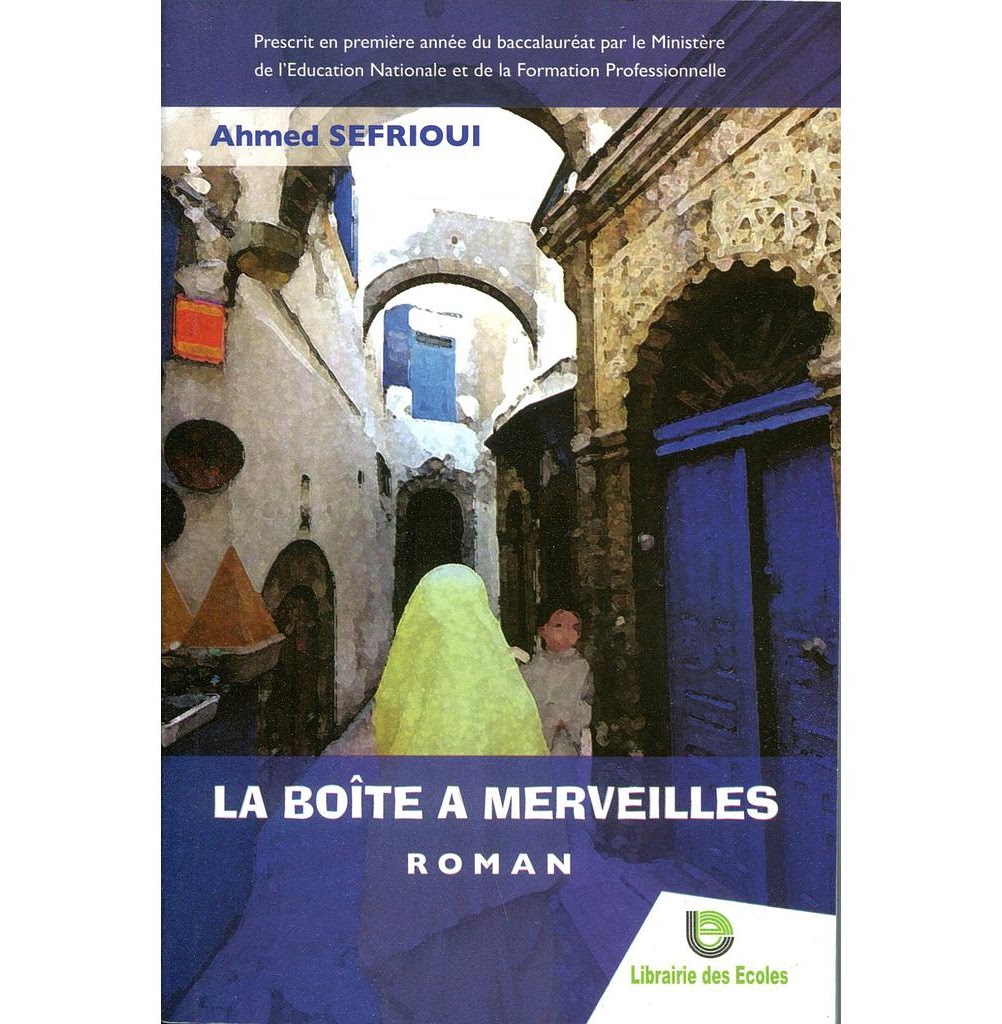 Prescrit en première année du baccalauréat par le Ministère
de l'Education Nationale et de la Formation Professionnelle
Ahmed SEFRIOUI
LA BOÎTE A MERVEILLES
ROMAN
Librairie des Ecoles